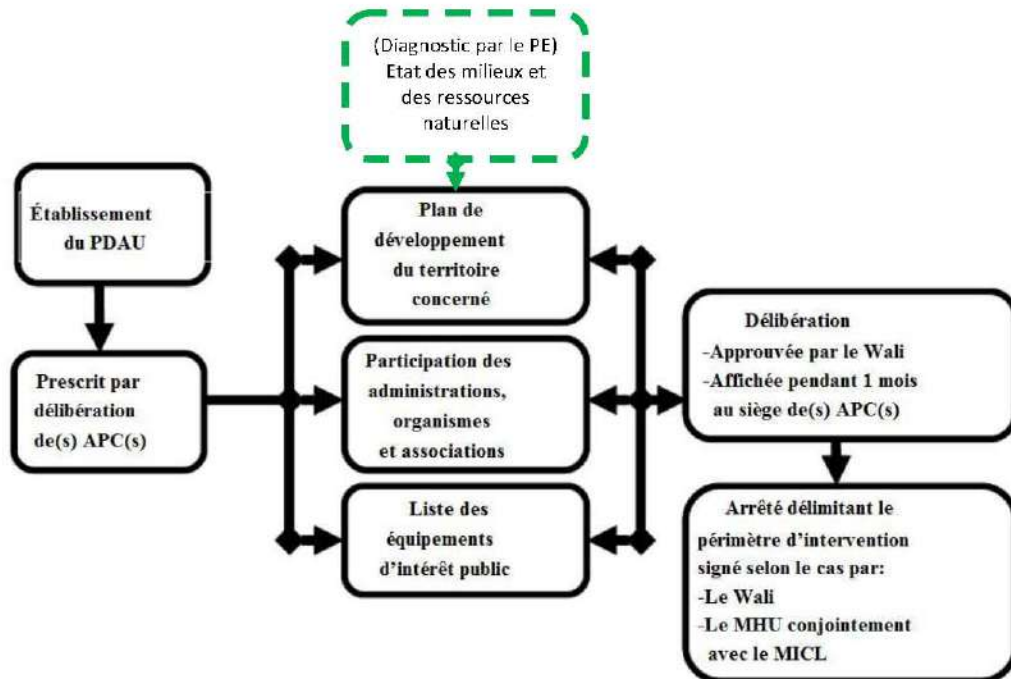 (Diagnostic par le PE)
Etat des milieux et
des ressources
naturelles
Établissement
du PDAU
Prescrit par
délibération
de(s) APC(s)
Plan de
développement
du territoire
concerné
Participation des
administrations,
organismes
et associations
Liste des
équipements
d'intérêt public
Délibération
-Approuvée par le Wali
-Affichée pendant 1 mois
au siège de(s) APC(s)
Arrêté délimitant le
périmètre d'intervention
signé selon le cas par:
-Le Wali
-Le MHU conjointement
avec le MICL